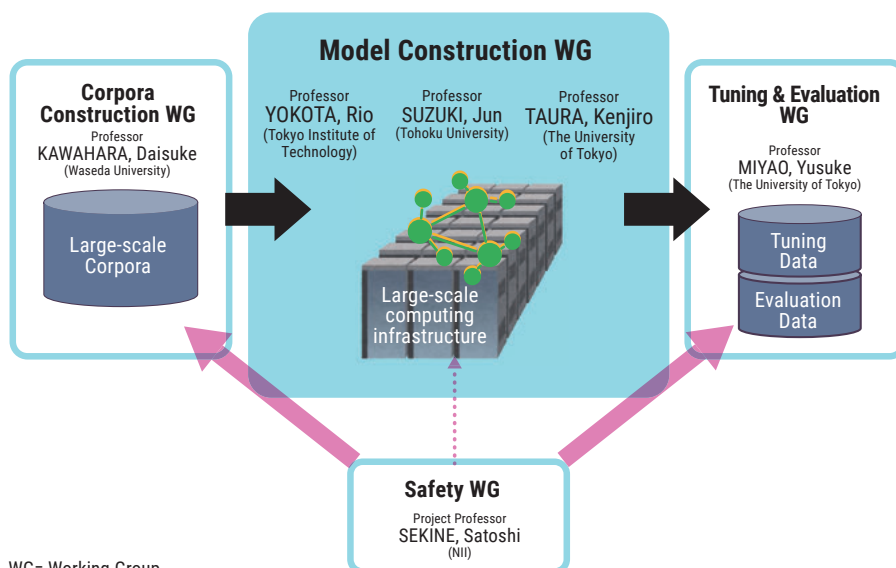 Model Construction WG
Professor
YOKOTA, Rio
(Tokyo Institute of
Technology)
Professor
SUZUKI, Jun
(Tohoku University)
Professor
TAURA, Kenjiro
(The University
of Tokyo)
Large-scale
computing
infrastructure
Corpora
Construction WG
Professor
KAWAHARA, Daisuke
(Waseda University)
Large-scale
Corpora
Tuning & Evaluation
WG
Professor
MIYAO, Yusuke
(The University of Tokyo)
Tuning
Data
Evaluation
Data
Safety WG
Project Professor
SEKINE, Satoshi
(NII)
WG= Working Group